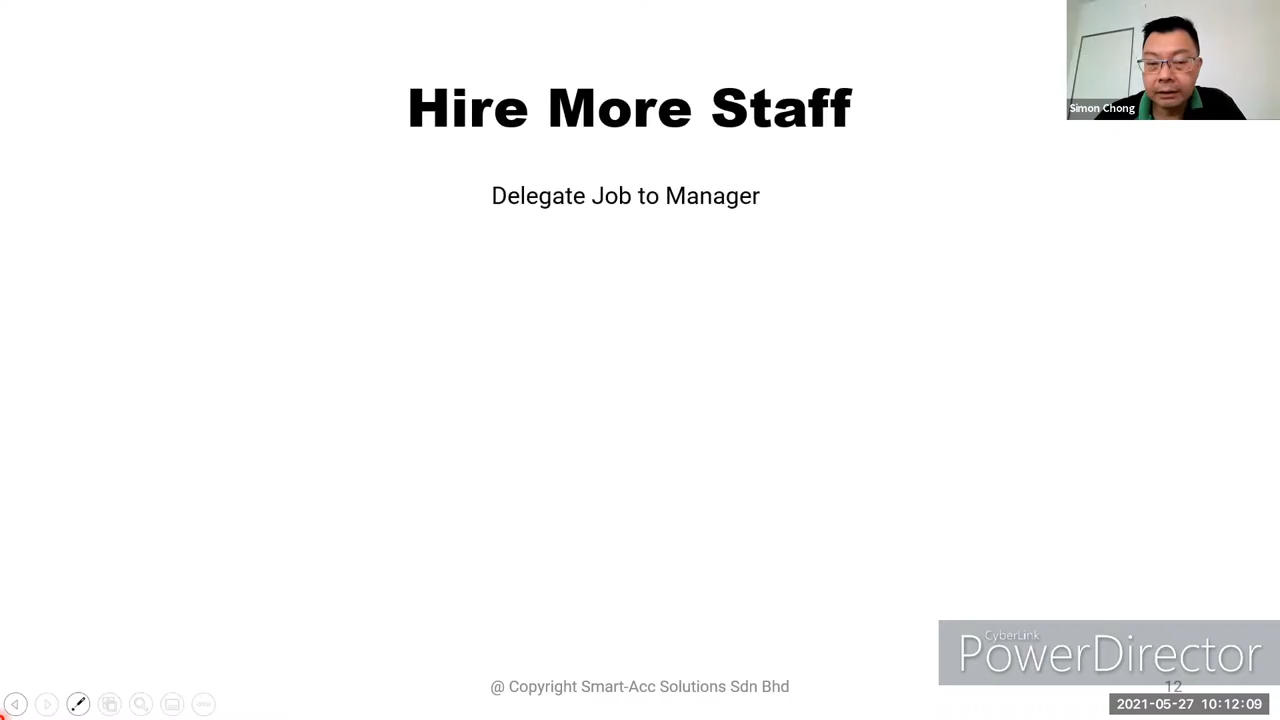 Hire More Staff
Simon Chong
Delegate Job to Manager
CyberLink
PowerDirector
@ Copyright Smart-Acc Solutions Sdn Bhd
12
2021-05-27 10:12:09